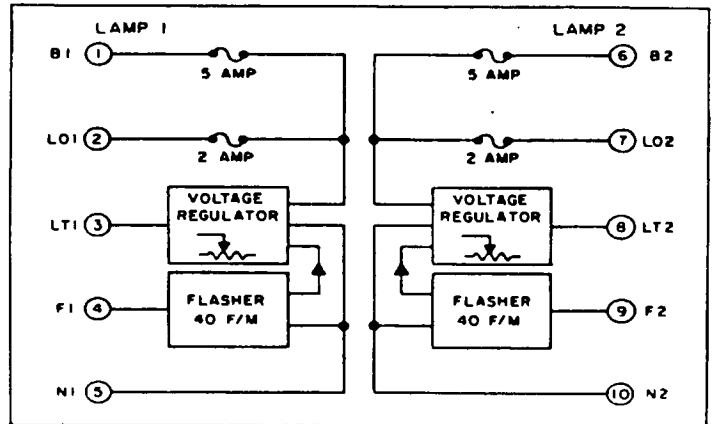 LAMP 1 LAMP 2
B1 1 5 AMP 5 AMP 6 B2
LO1 2 2 AMP 2 AMP 7 LO2
LT1 3 VOLTAGE REGULATOR VOLTAGE REGULATOR 8 LT2
F1 4 FLASHER 40 F/M FLASHER 40 F/M 9 F2
N1 5 10 N2